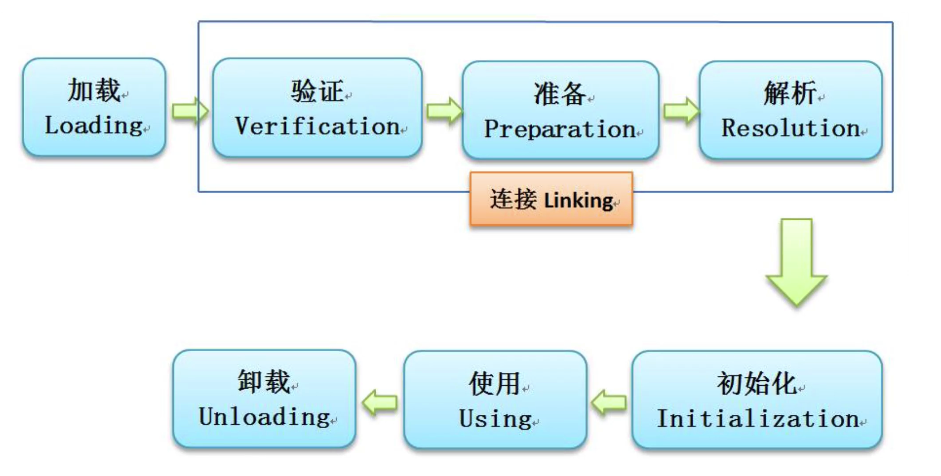 加载
Loading
验证
Verification
准备
Preparation
解析
Resolution
连接 Linking
初始化
Initialization
使用
Using
卸载
Unloading